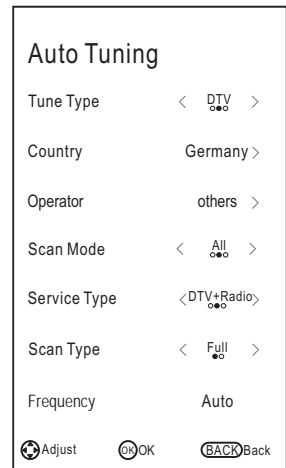 Auto Tuning
Tune Type < DTV >
Country Germany >
Operator others >
Scan Mode < All >
Service Type <DTV+Radio>
Scan Type < Full >
Frequency Auto
Adjust OK OK BACK Back